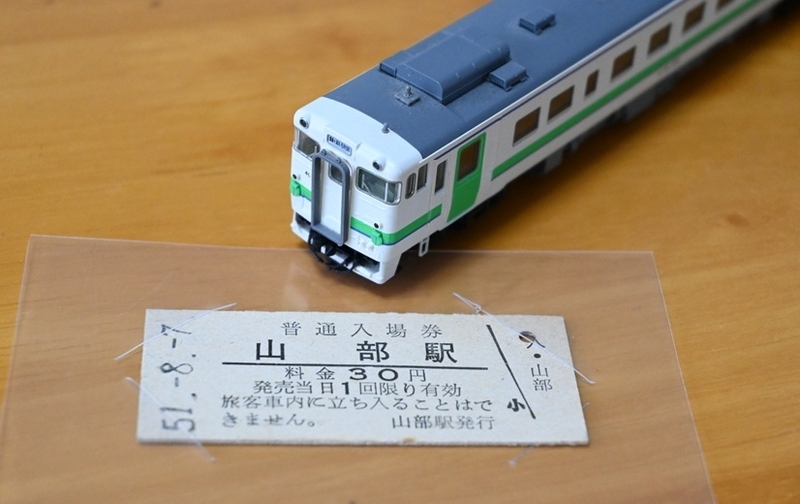 51.-8.-7
普通入場券
山部駅
料金30円
発売当日1回限り有効
旅客車内に立ち入ることはで
きません。 山部駅発行
・山部
小